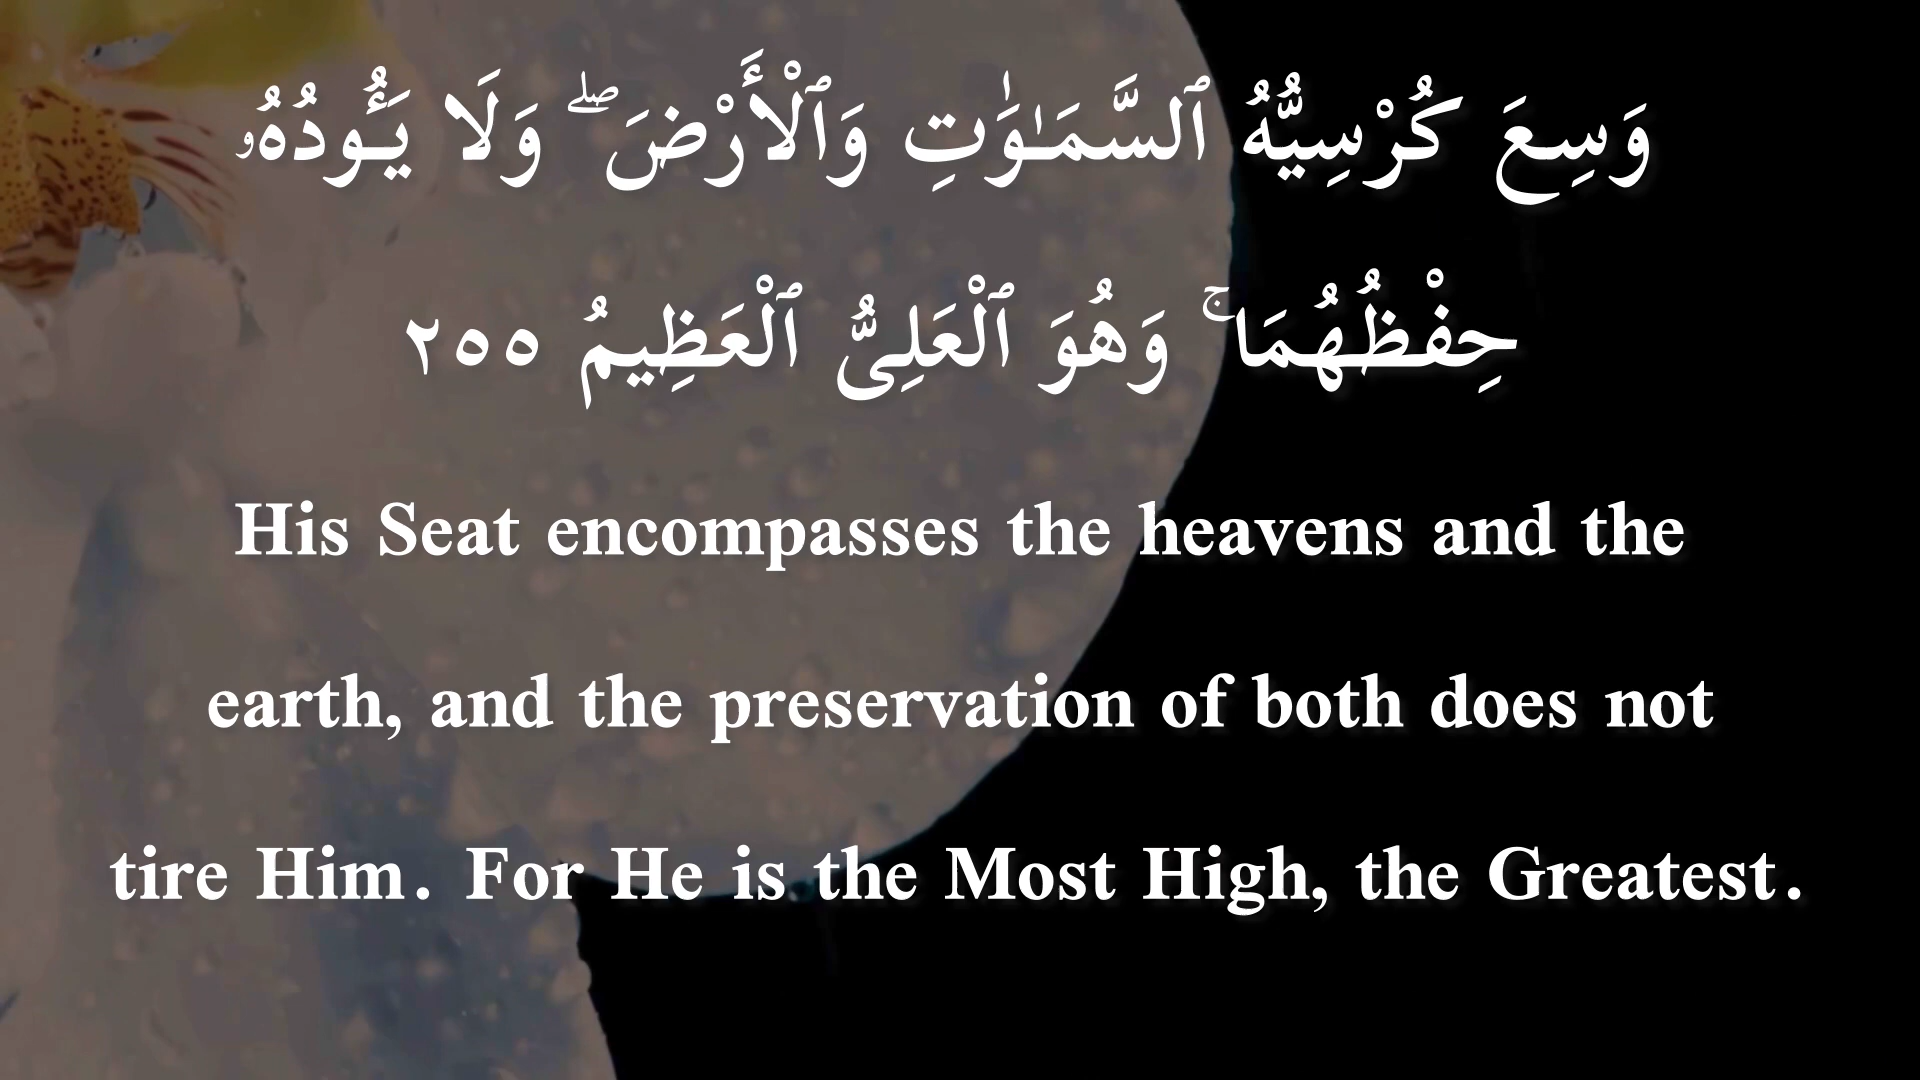 وَسِعَ كُرْسِيُّهُ ٱلسَّمَـٰوَٰتِ وَٱلْأَرْضَ ۖ وَلَا يَـُٔودُهُۥ
حِفْظُهُمَا ۚ وَهُوَ ٱلْعَلِىُّ ٱلْعَظِيمُ ٢٥٥
His Seat encompasses the heavens and the
earth, and the preservation of both does not
tire Him. For He is the Most High, the Greatest.